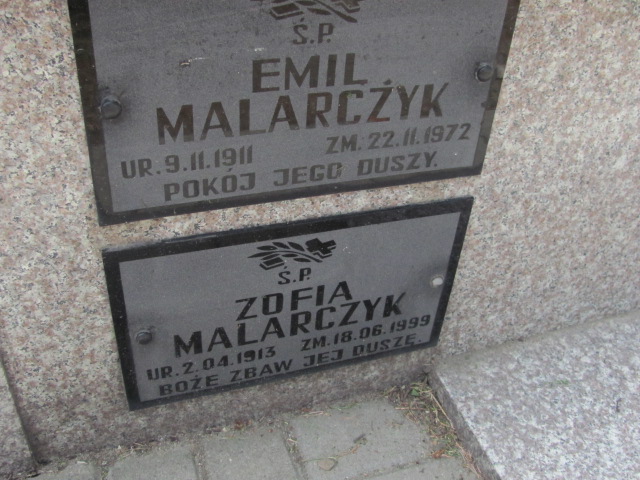 Ś.P.
EMIL
MALARCZYK
UR. 9.11.1911 ZM. 22.11.1972
POKÓJ JEGO DUSZY.
Ś.P.
ZOFIA
MALARCZYK
UR. 2.04.1913 ZM. 18.06.1999
BOŻE ZBAW JEJ DUSZĘ.